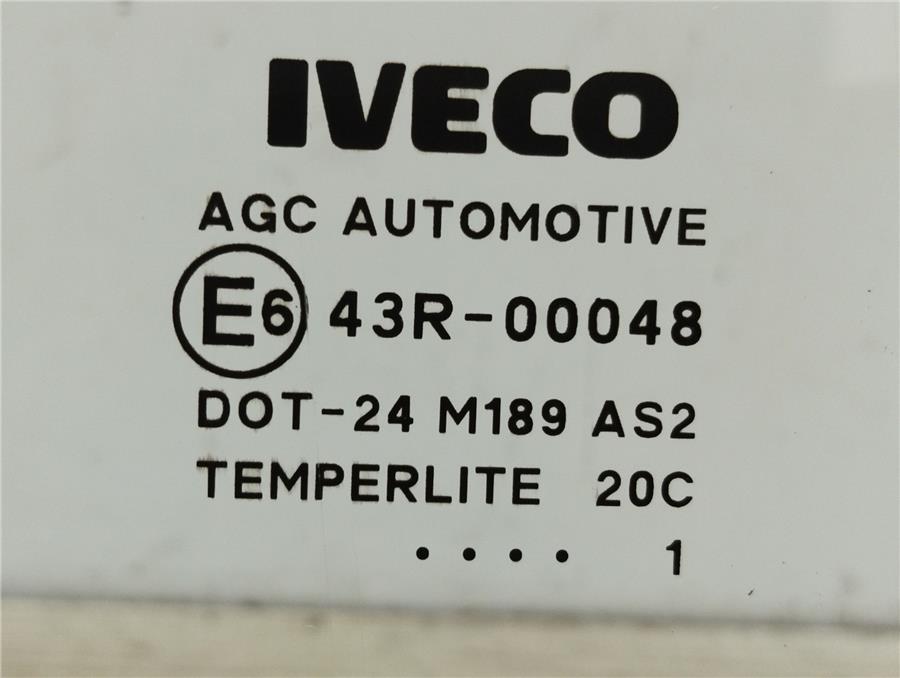 IVECO
AGC AUTOMOTIVE
E6 43R-00048
DOT-24 M189 AS2
TEMPERLITE 20C
.... 1